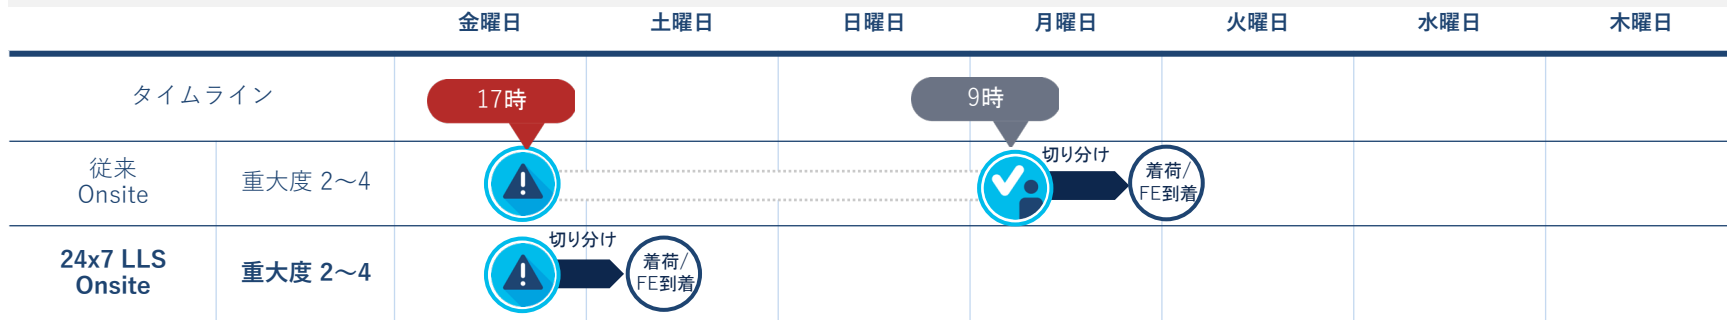 金曜日 土曜日 日曜日 月曜日 火曜日 水曜日 木曜日
タイムライン
17時
9時
従来
Onsite
重大度 2～4
切り分け
着荷/
FE到着
24x7 LLS
Onsite
重大度 2～4
切り分け
着荷/
FE到着